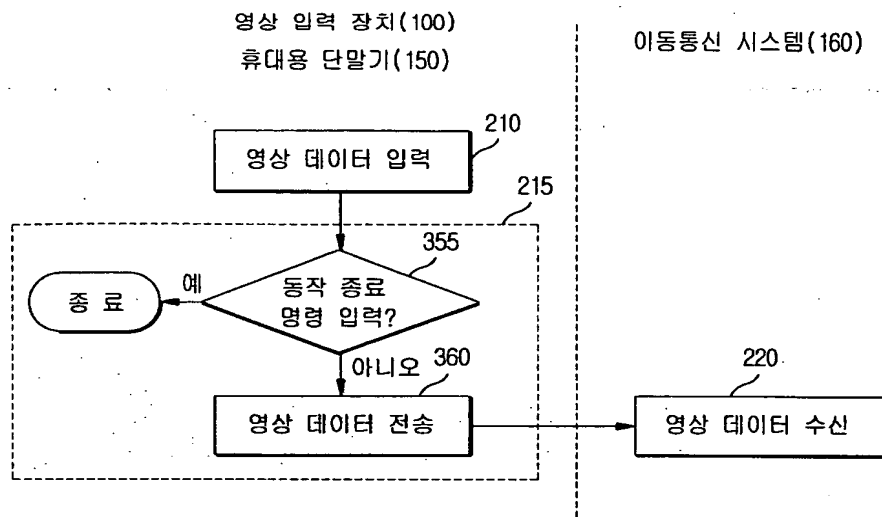 영상 입력 장치(100)
휴대용 단말기(150)
이동통신 시스템(160)
210
영상 데이터 입력
215
355
예
종 료
동작 종료
명령 입력?
아니오
360
220
영상 데이터 전송
영상 데이터 수신